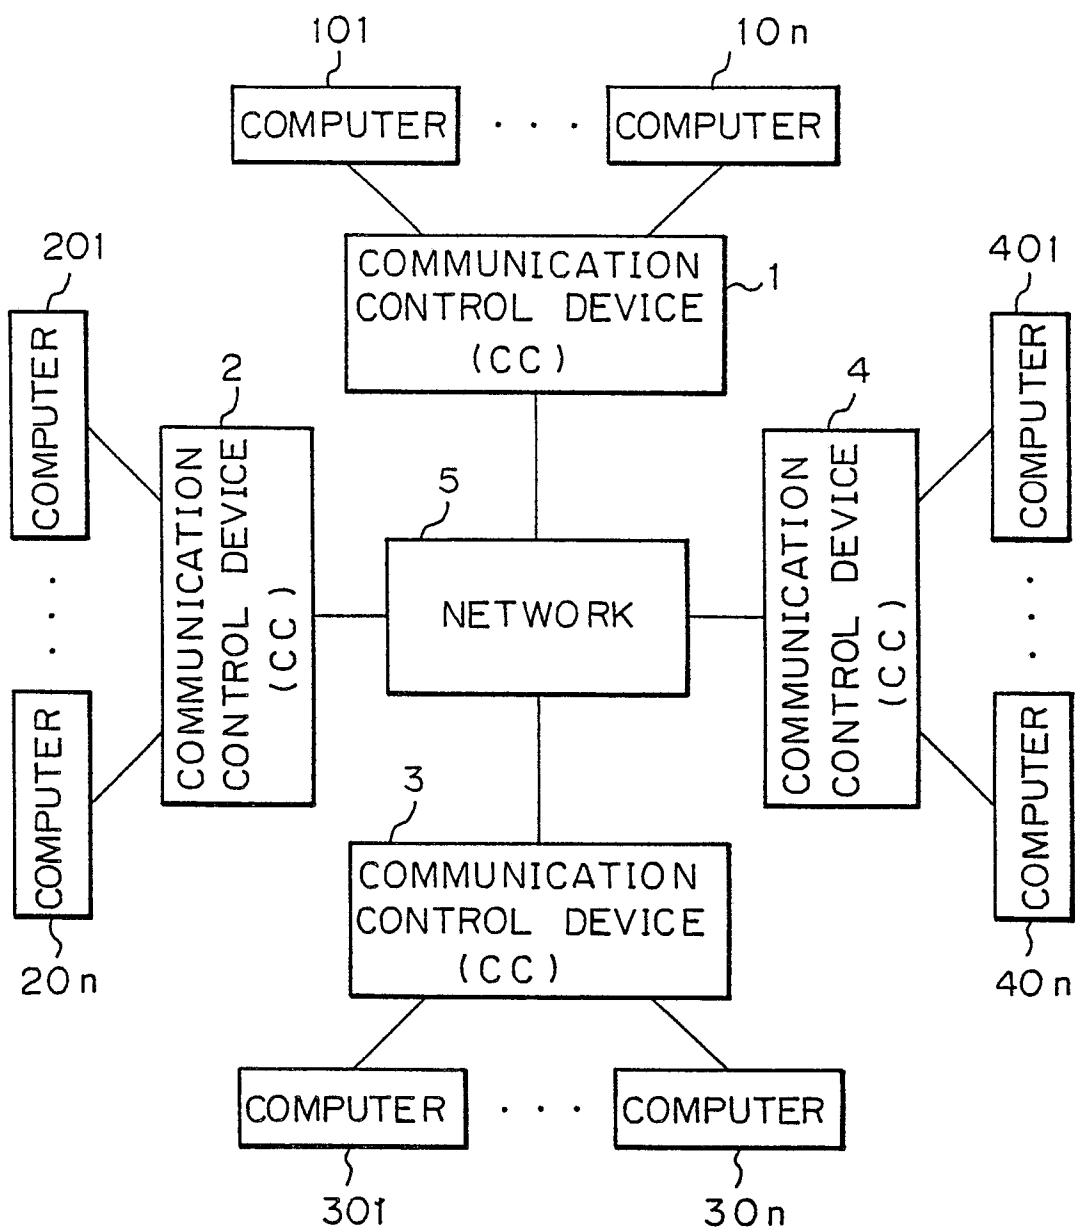 101
10n
COMPUTER
COMPUTER
COMMUNICATION
CONTROL DEVICE
(CC)
1
201
401
COMPUTER
2
COMMUNICATION
CONTROL DEVICE
(CC)
4
COMMUNICATION
CONTROL DEVICE
(CC)
COMPUTER
5
NETWORK
COMPUTER
20n
COMPUTER
40n
3
COMMUNICATION
CONTROL DEVICE
(CC)
COMPUTER
COMPUTER
301
30n